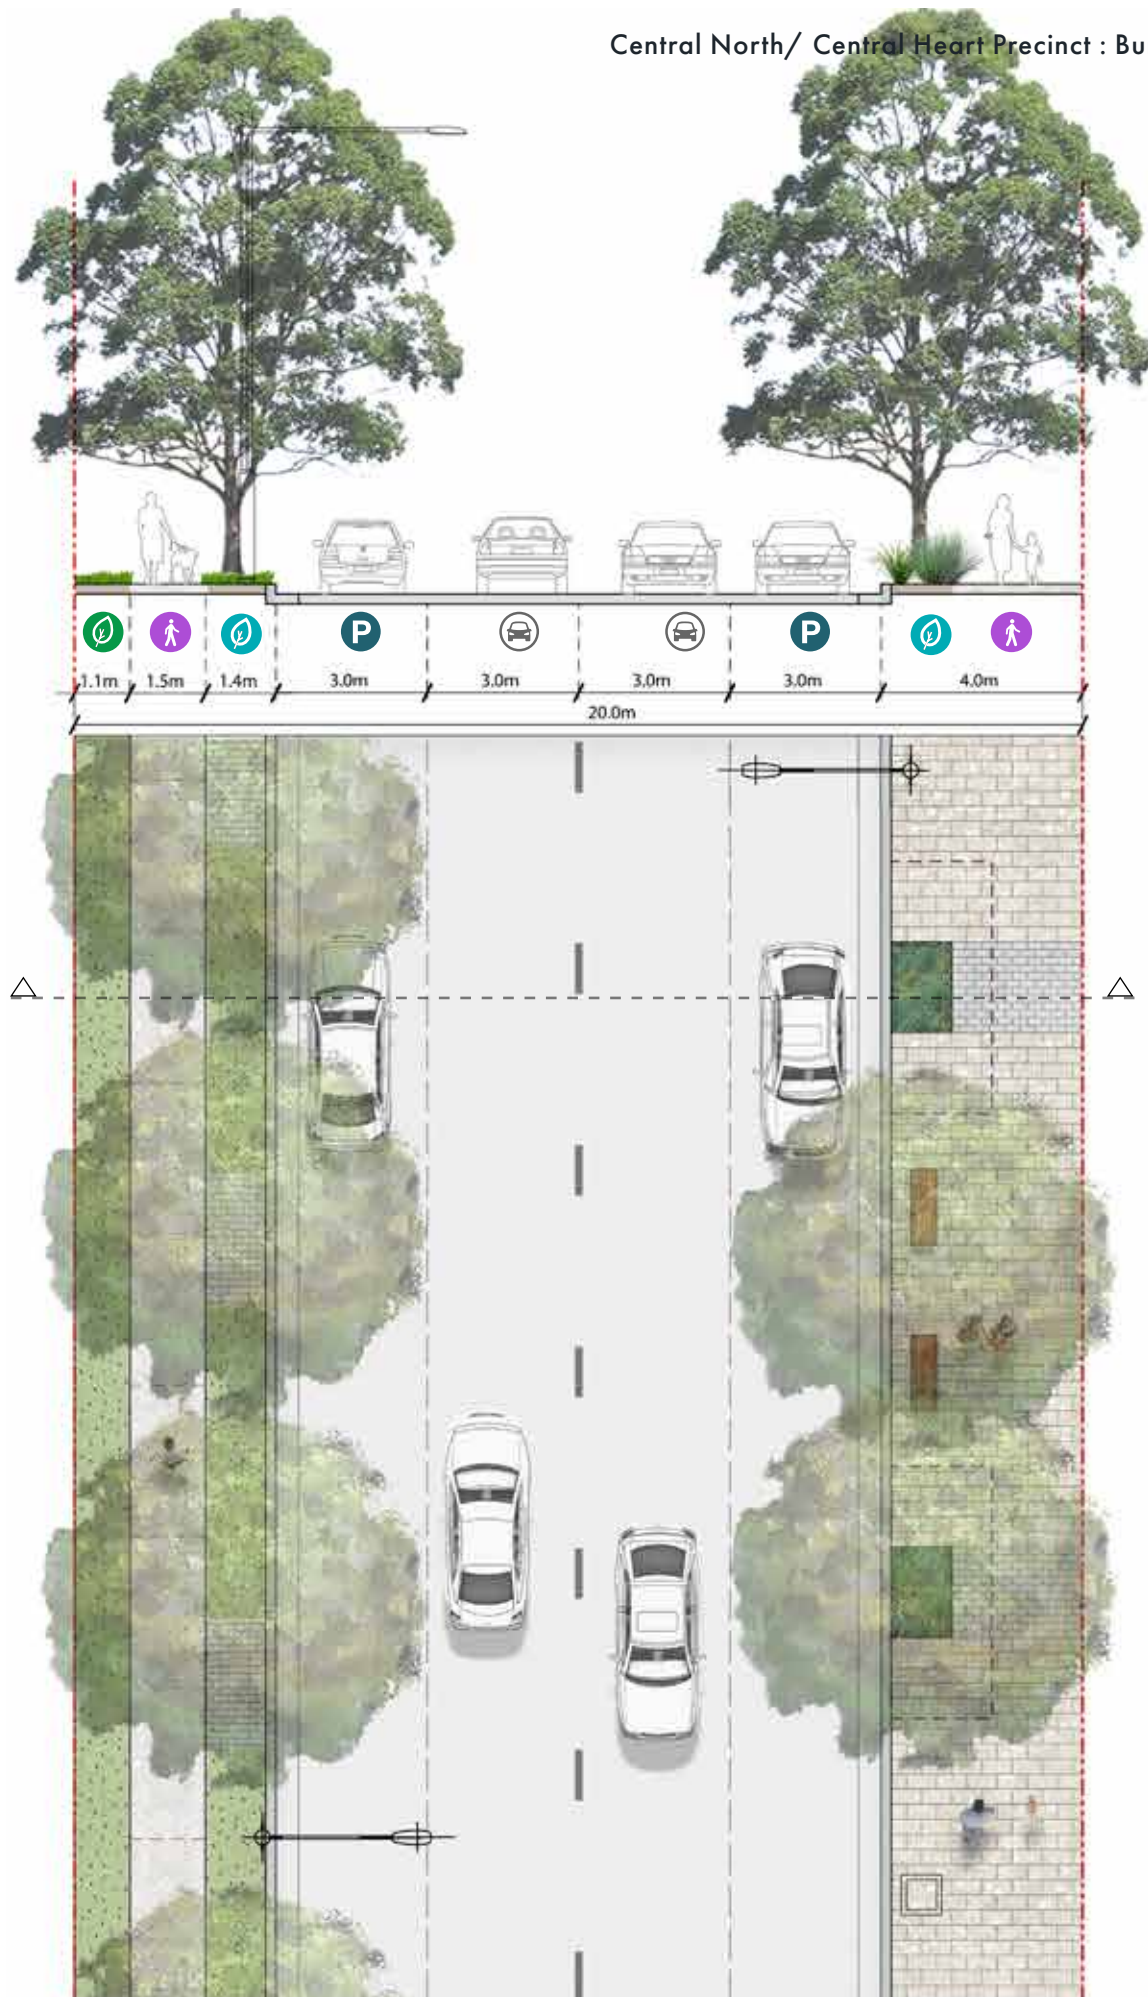 Central North/ Central Heart Precinct : Bu
P
P
1.1m 1.5m 1.4m 3.0m 3.0m 3.0m 3.0m 4.0m
20.0m